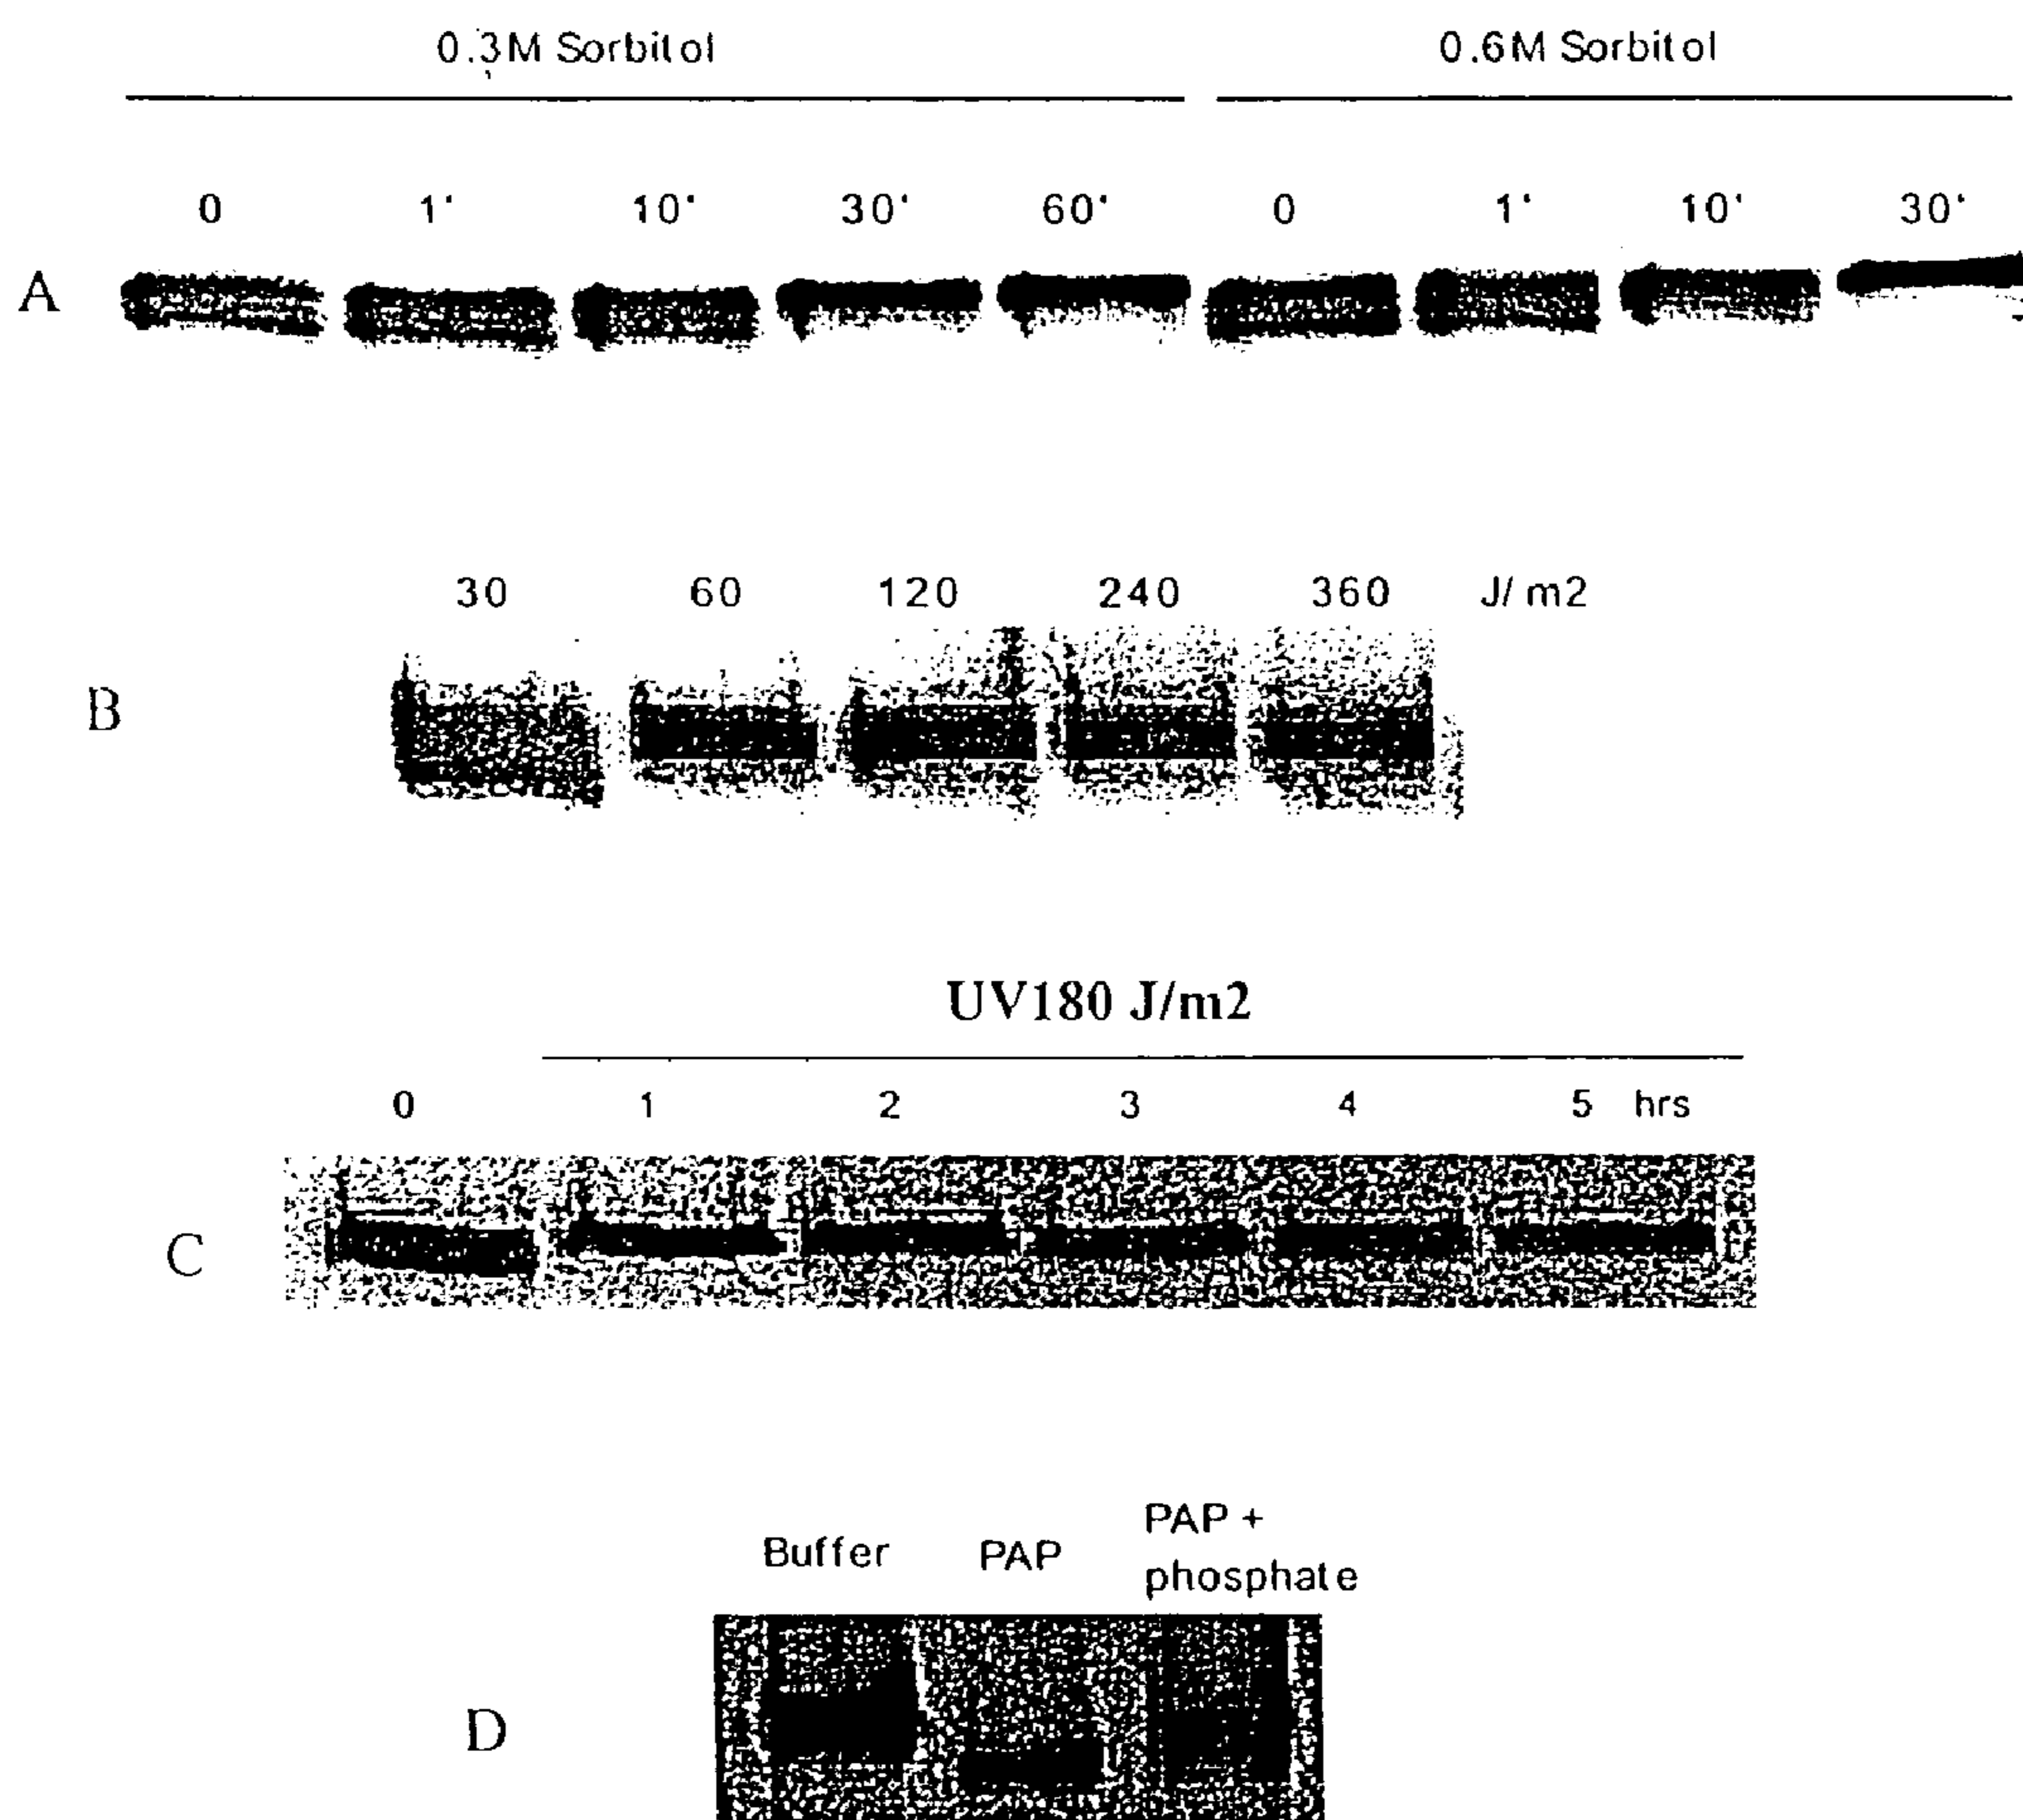 0.3M Sorbitol 0.6M Sorbitol
0 1' 10' 30' 60' 0 1' 10' 30'
A
30 60 120 240 360 J/m2
B
UV180 J/m2
0 1 2 3 4 5 hrs
C
PAP +
Buffer PAP phosphate
D